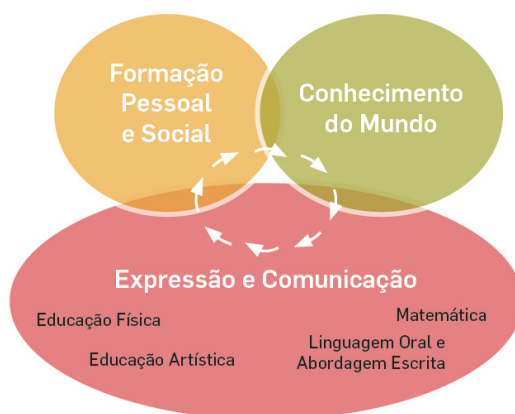 Formação
Pessoal
e Social
Conhecimento
do Mundo
Expressão e Comunicação
Educação Física
Matemática
Educação Artística
Linguagem Oral e
Abordagem Escrita